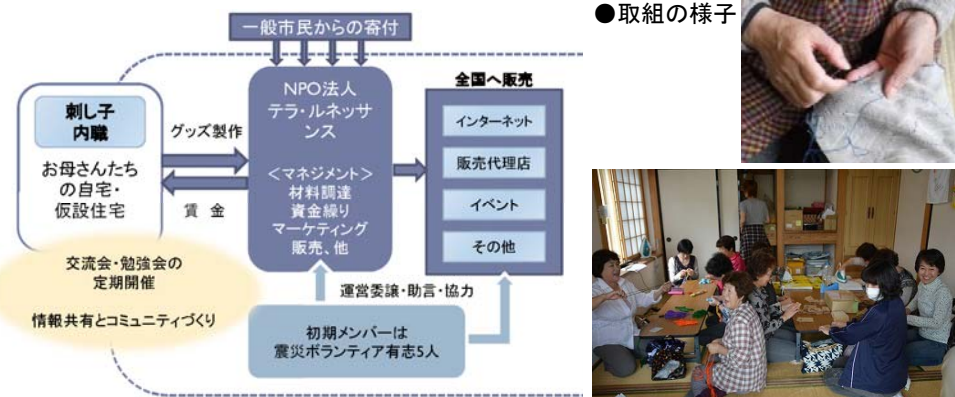 一般市民からの寄付
●取組の様子
刺し子
内職
お母さんたち
の自宅・
仮設住宅
グッズ製作
賃 金
NPO法人
テラ・ルネッサ
ンス
＜マネジメント＞
材料調達
資金繰り
マーケティング
販売、他
全国へ販売
インターネット
販売代理店
イベント
その他
交流会・勉強会の
定期開催
情報共有とコミュニティづくり
運営委譲・助言・協力
初期メンバーは
震災ボランティア有志5人